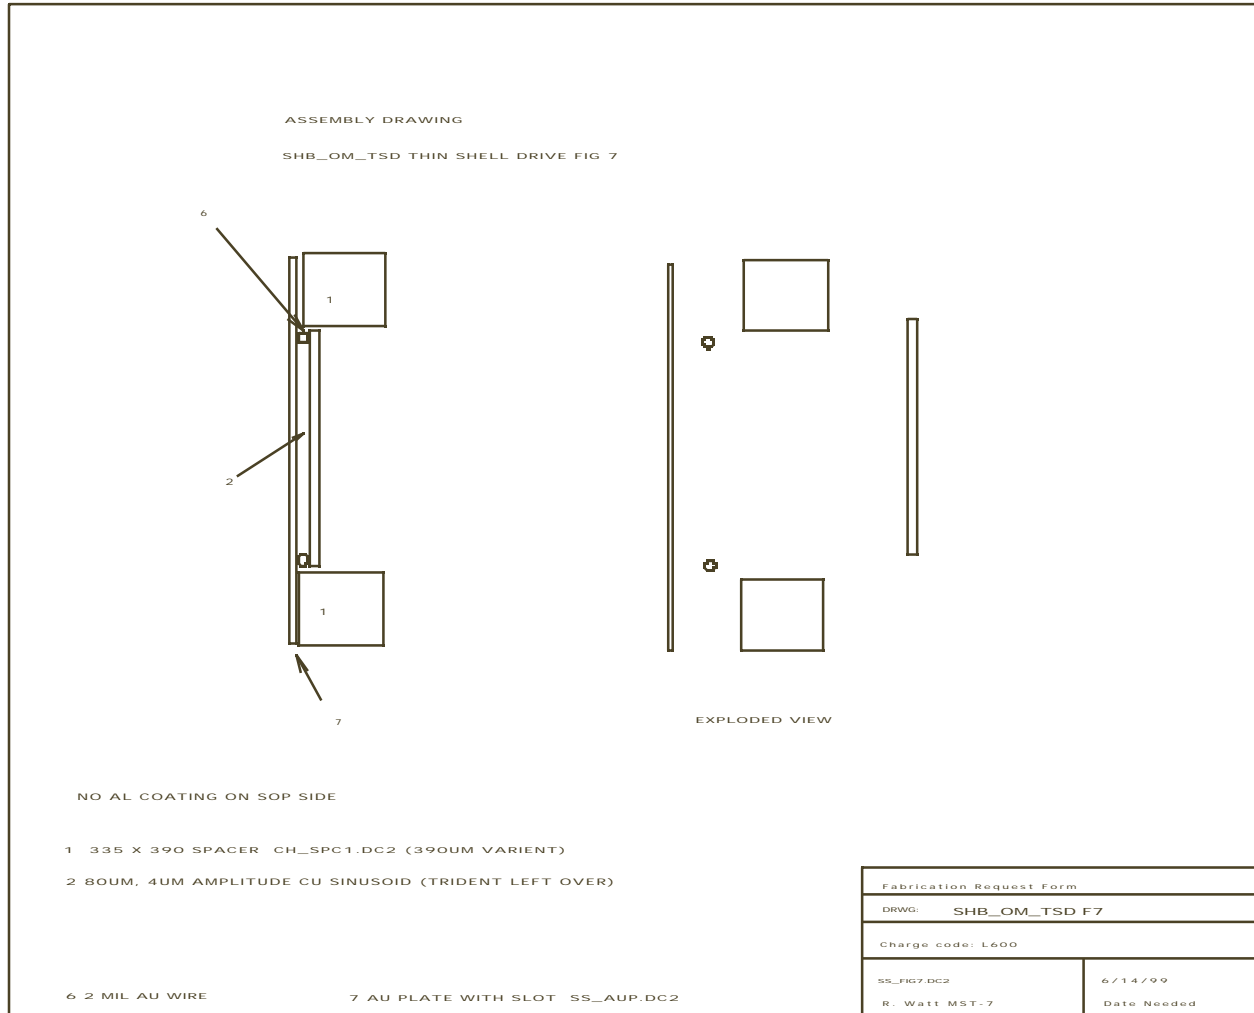 ASSEMBLY DRAWING
SHB_OM_TSD THIN SHELL DRIVE FIG 7
6
1
2
1
7
EXPLODED VIEW
NO AL COATING ON SOP SIDE
1 335 X 390 SPACER CH_SPC1.DC2 (390UM VARIENT)
2 80UM, 4UM AMPLITUDE CU SINUSOID (TRIDENT LEFT OVER)
6 2 MIL AU WIRE
7 AU PLATE WITH SLOT SS_AUP.DC2
Fabrication Request Form
DRWG: SHB_OM_TSD F7
Charge code: L600
SS_FIG7.DC2
6/14/99
R. Watt MST-7
Date Needed